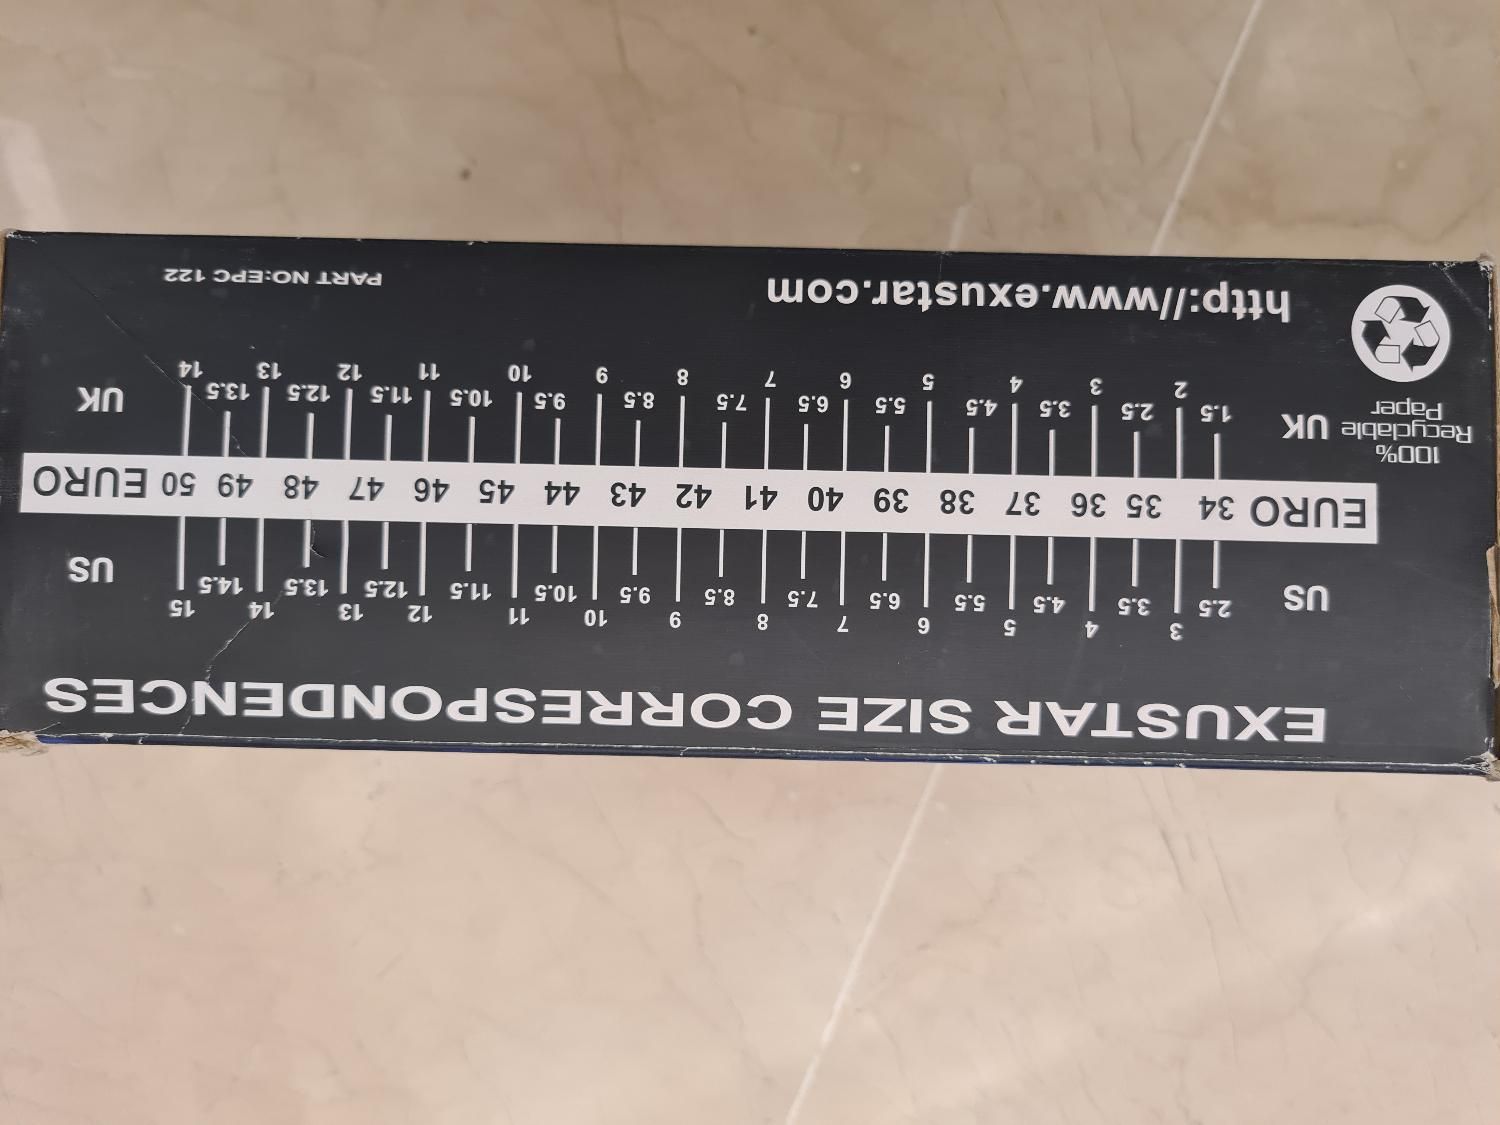 EXUSTAR SIZE CORRESPONDENCES
3 4 5 6 7 8 9 10 11 12 13 14 15
US 2.5 3.5 4.5 5.5 6.5 7.5 8.5 9.5 10.5 11.5 12.5 13.5 14.5 US
EURO 34 35 36 37 38 39 40 41 42 43 44 45 46 47 48 49 50 EURO
UK 1.5 2.5 3.5 4.5 5.5 6.5 7.5 8.5 9.5 10.5 11.5 12.5 13.5 UK
2 3 4 5 6 7 8 9 10 11 12 13 14
100%
Recyclable
Paper
http://www.exustar.com
PART NO:EPC 122